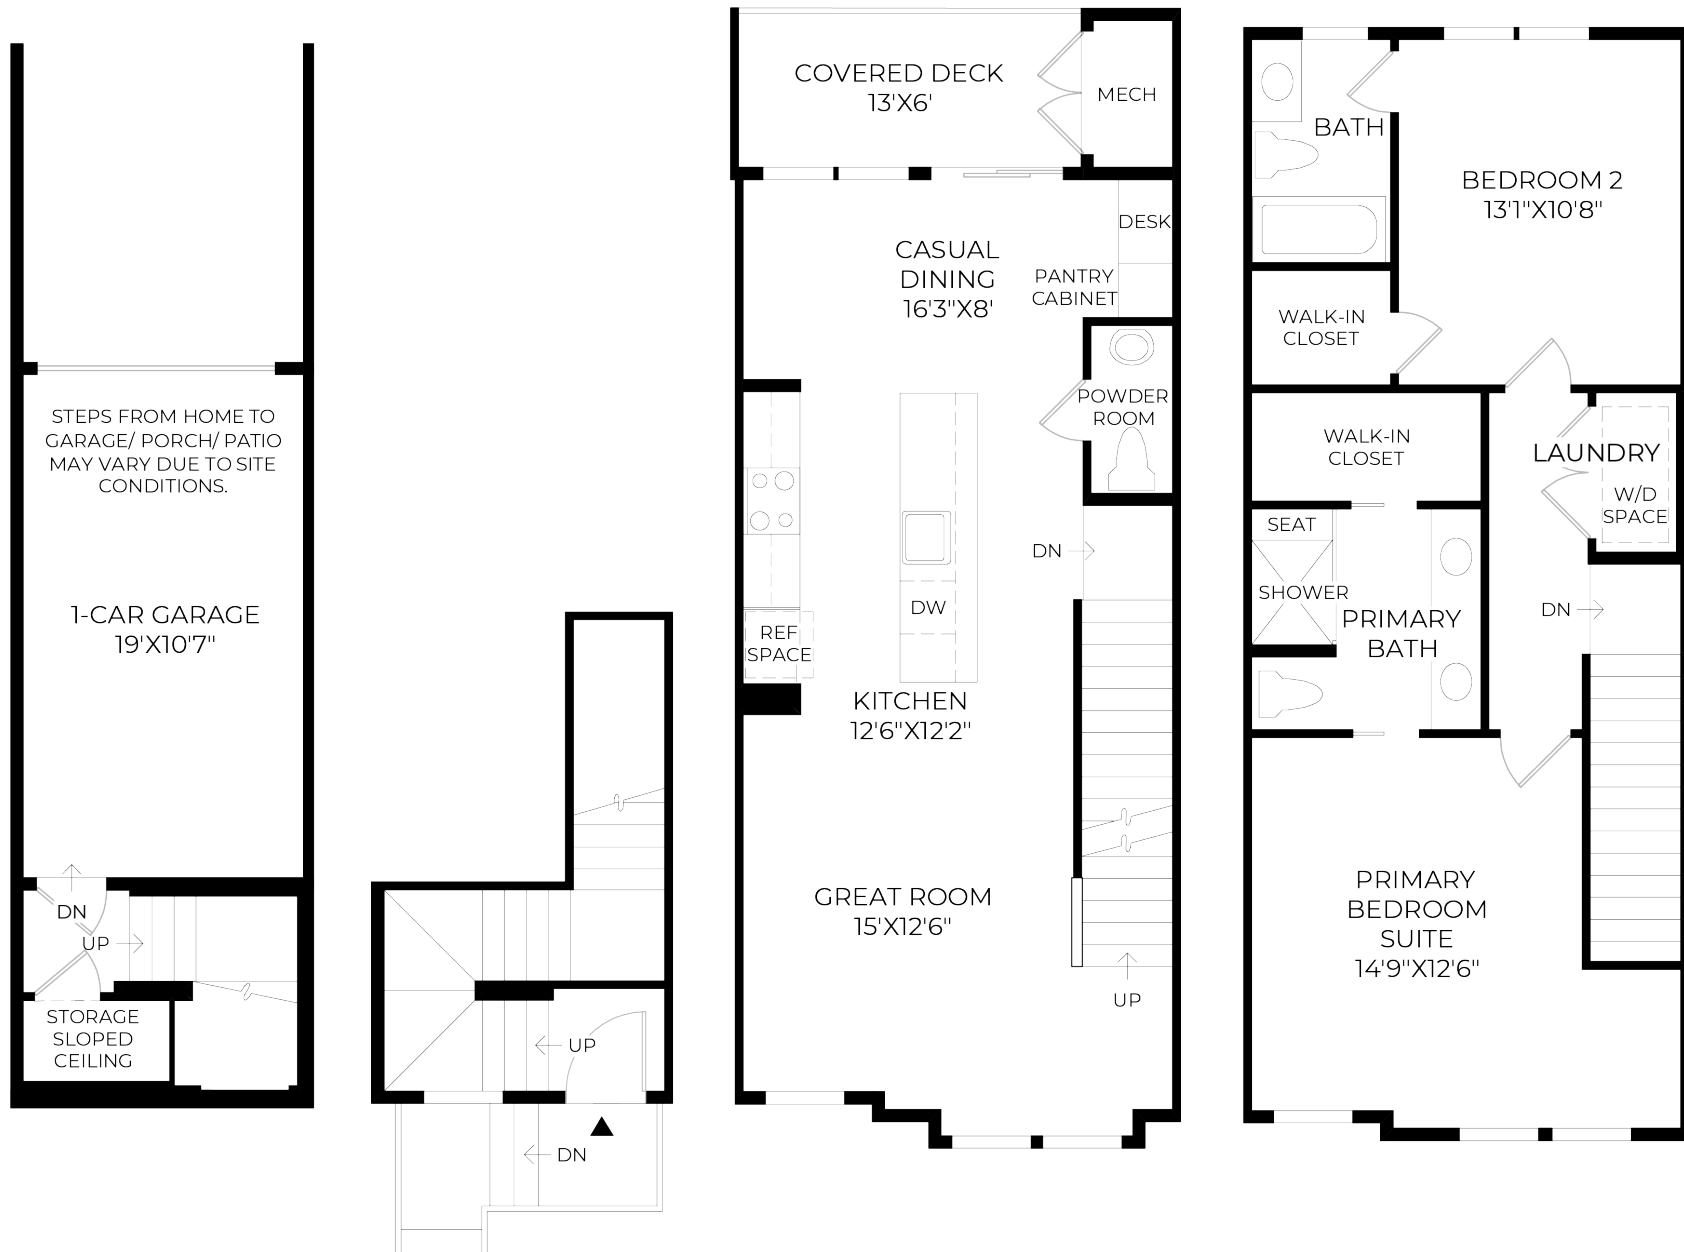 STEPS FROM HOME TO
GARAGE/ PORCH/ PATIO
MAY VARY DUE TO SITE
CONDITIONS.
1-CAR GARAGE
19'X10'7"
DN
UP
STORAGE
SLOPED
CEILING
UP
DN
COVERED DECK
13'X6'
MECH
DESK
CASUAL
DINING
16'3"X8'
PANTRY
CABINET
POWDER
ROOM
DN
DW
REF
SPACE
KITCHEN
12'6"X12'2"
GREAT ROOM
15'X12'6"
UP
BATH
BEDROOM 2
13'1"X10'8"
WALK-IN
CLOSET
WALK-IN
CLOSET
LAUNDRY
W/D
SPACE
SEAT
SHOWER
PRIMARY
BATH
DN
PRIMARY
BEDROOM
SUITE
14'9"X12'6"